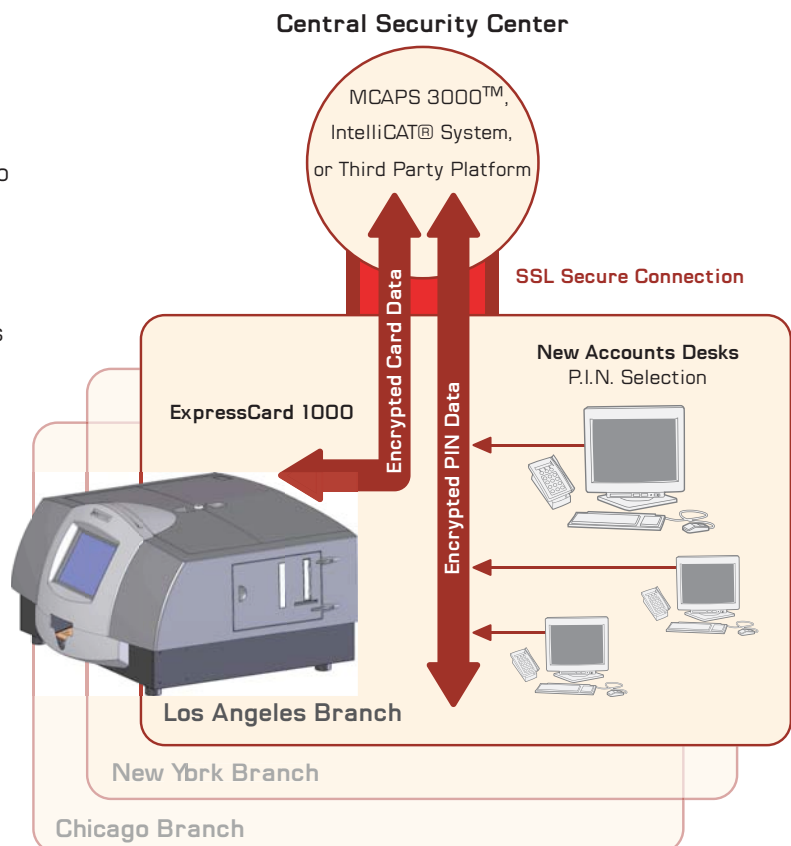 Central Security Center
MCAPS 3000™,
IntelliCAT® System,
or Third Party Platform
o
SSL Secure Connection
s
Encrypted Card Data
Encrypted PIN Data
New Accounts Desks
P.I.N. Selection
ExpressCard 1000
Los Angeles Branch
New York Branch
Chicago Branch